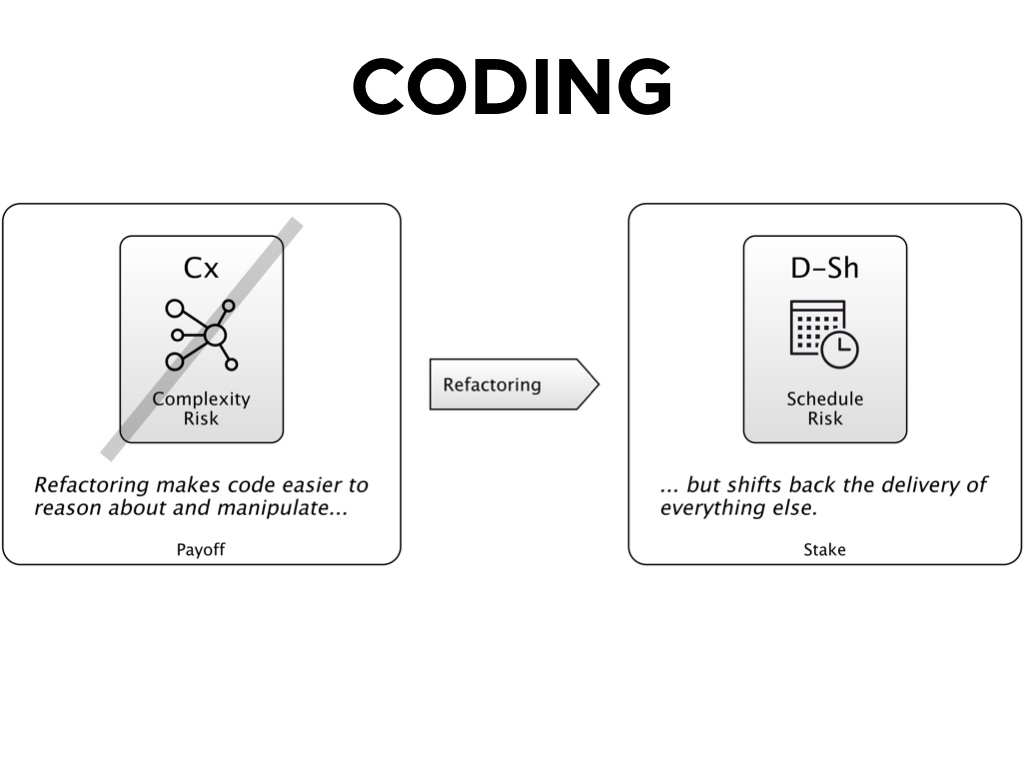 CODING
Cx
Complexity
Risk
Refactoring makes code easier to
reason about and manipulate...
Payoff
Refactoring
D-Sh
Schedule
Risk
... but shifts back the delivery of
everything else.
Stake